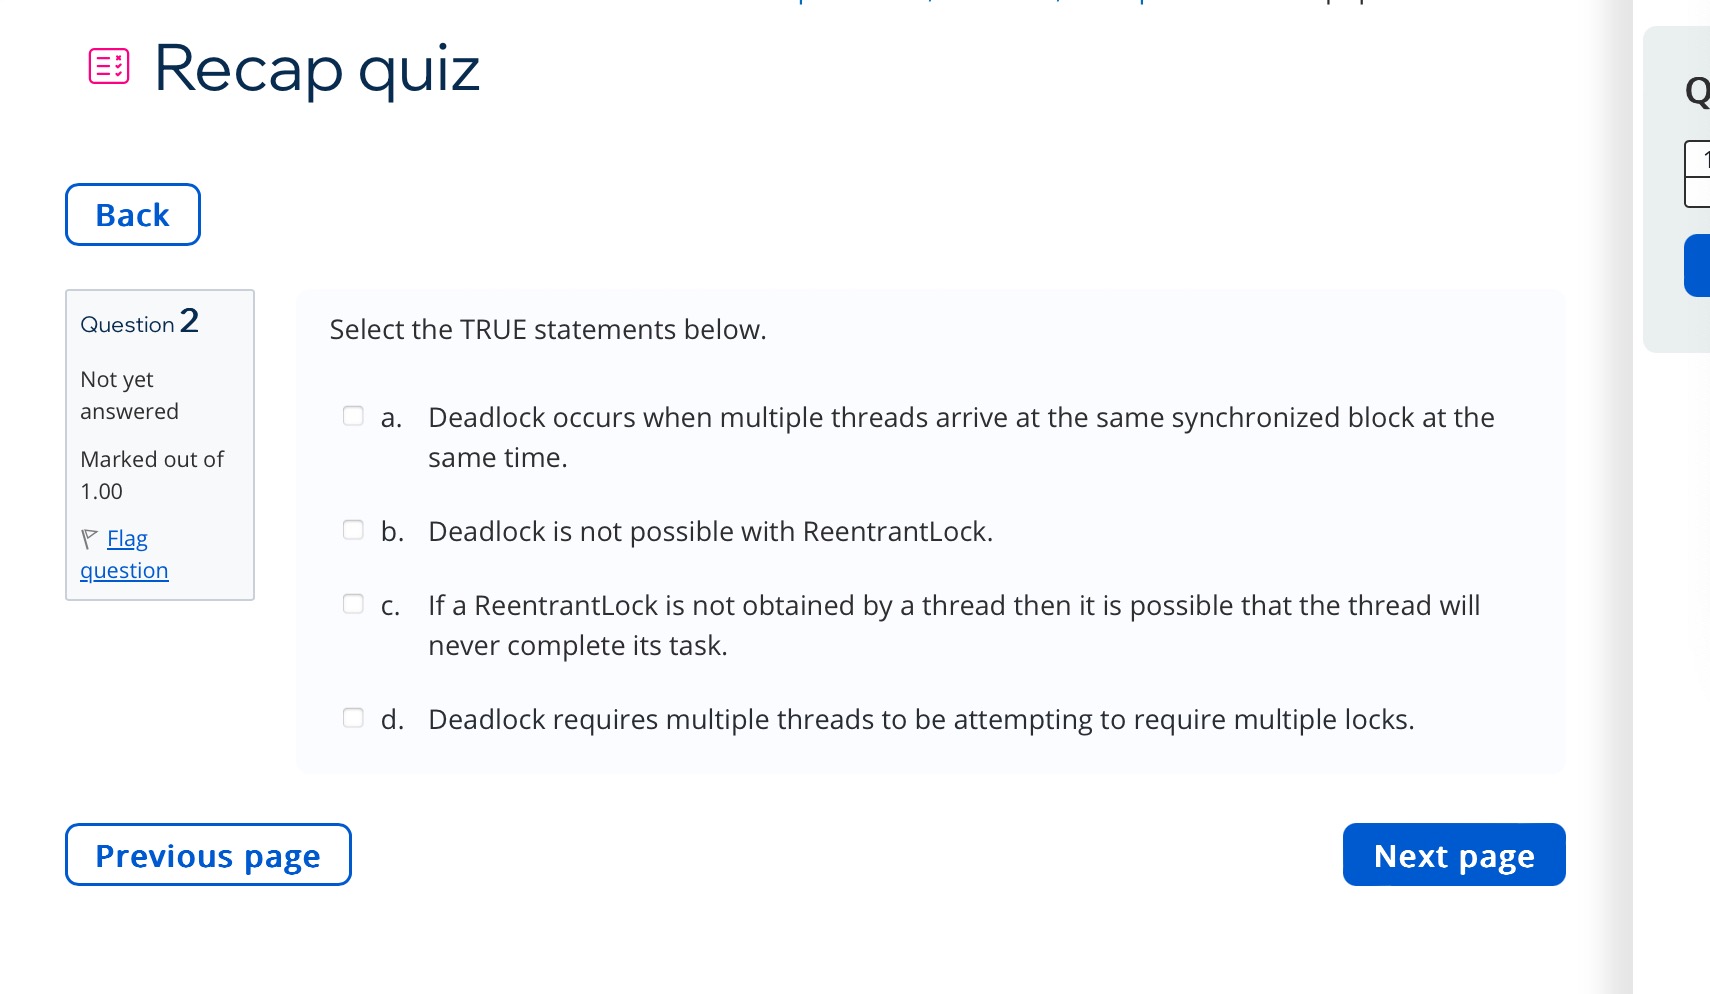 Recap quiz
Back
Question 2
Not yet
answered
Marked out of
1.00
Flag
question
Select the TRUE statements below.
a. Deadlock occurs when multiple threads arrive at the same synchronized block at the
same time.
b. Deadlock is not possible with ReentrantLock.
c. If a ReentrantLock is not obtained by a thread then it is possible that the thread will
never complete its task.
d. Deadlock requires multiple threads to be attempting to require multiple locks.
Previous page
Next page
Q
1